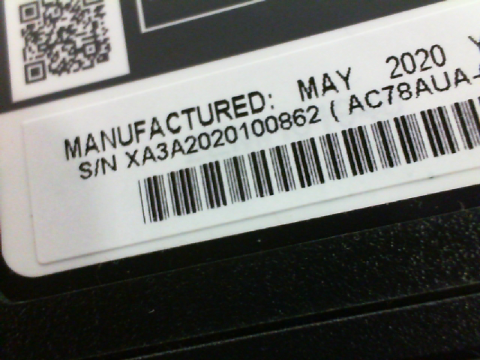 MANUFACTURED: MAY 2020
S/N XA3A2020100862 ( AC78AUA-